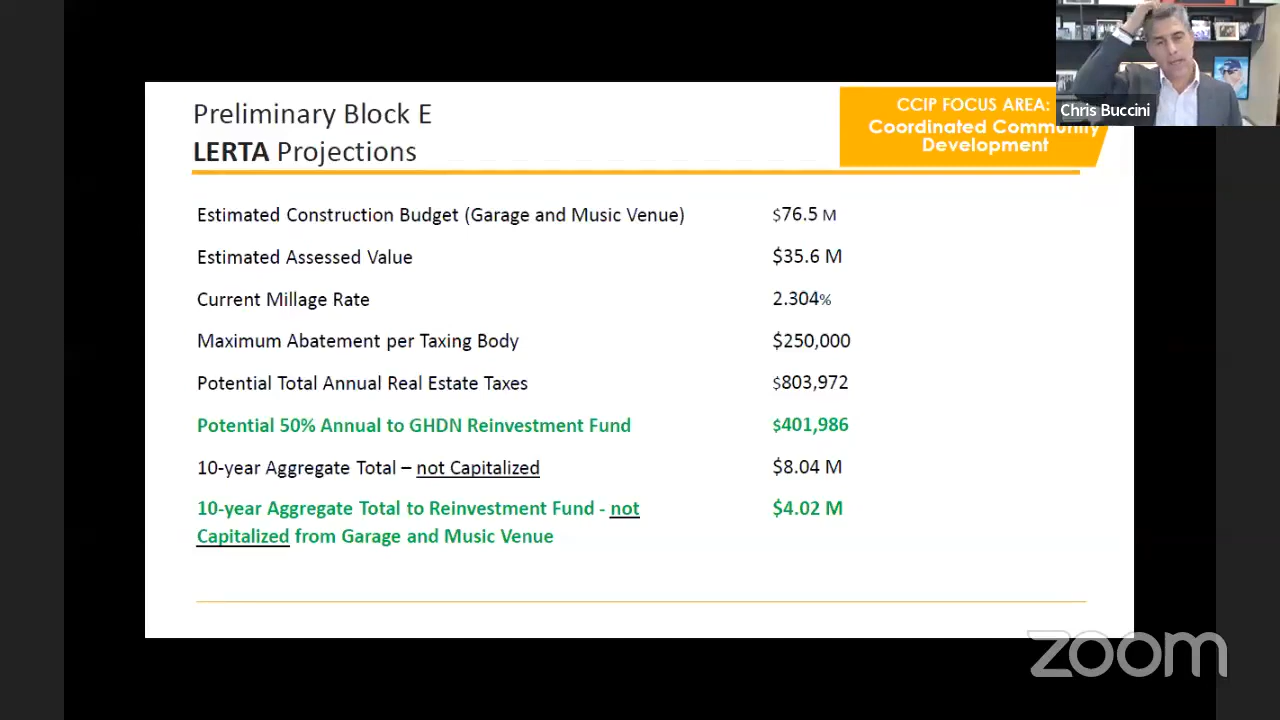 Preliminary Block E
LERTA Projections
CCIP FOCUS AREA:
Coordinated Community
Development
Chris Buccini
Estimated Construction Budget (Garage and Music Venue) $76.5 M
Estimated Assessed Value $35.6 M
Current Millage Rate 2.304%
Maximum Abatement per Taxing Body $250,000
Potential Total Annual Real Estate Taxes $803,972
Potential 50% Annual to GHDN Reinvestment Fund $401,986
10-year Aggregate Total – not Capitalized $8.04 M
10-year Aggregate Total to Reinvestment Fund - not $4.02 M
Capitalized from Garage and Music Venue
zoom